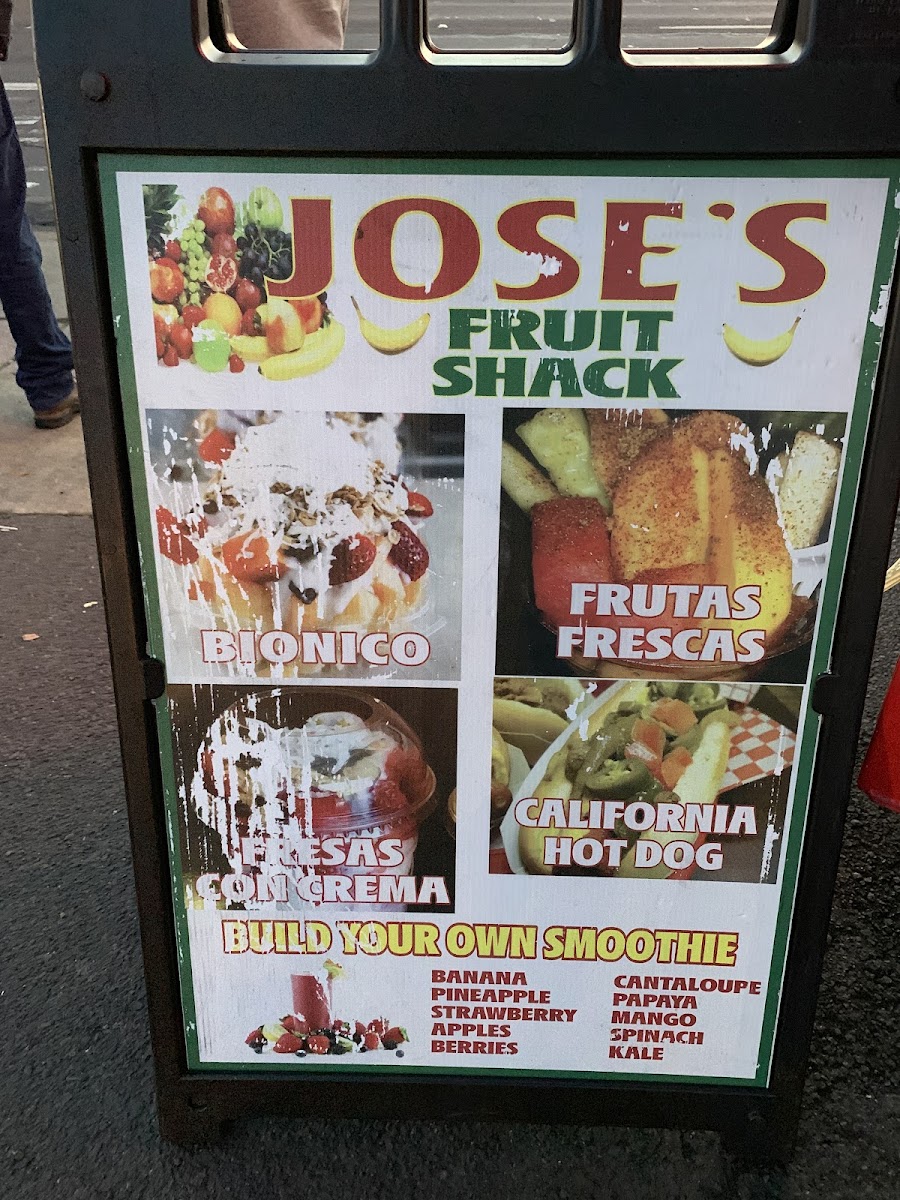 JOSE'S
FRUIT
SHACK
BIONICO
FRUTAS
FRESCAS
FRESAS
CON CREMA
CALIFORNIA
HOT DOG
BUILD YOUR OWN SMOOTHIE
BANANA
PINEAPPLE
STRAWBERRY
APPLES
BERRIES
CANTALOUPE
PAPAYA
MANGO
SPINACH
KALE